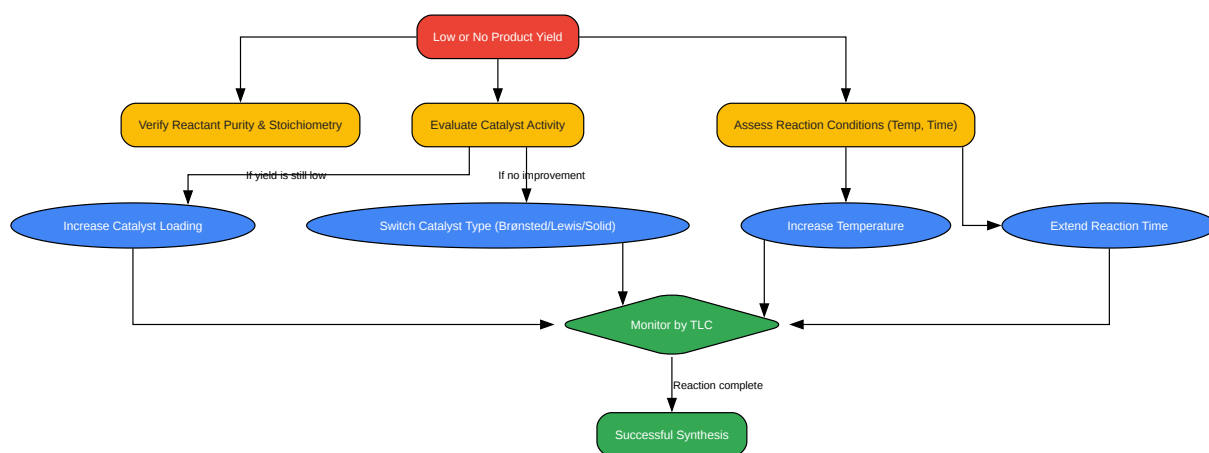 Low or No Product Yield
Verify Reactant Purity & Stoichiometry
Evaluate Catalyst Activity
Assess Reaction Conditions (Temp, Time)
If yield is still low
If no improvement
Increase Catalyst Loading
Switch Catalyst Type (Brønsted/Lewis/Solid)
Increase Temperature
Extend Reaction Time
Monitor by TLC
Reaction complete
Successful Synthesis